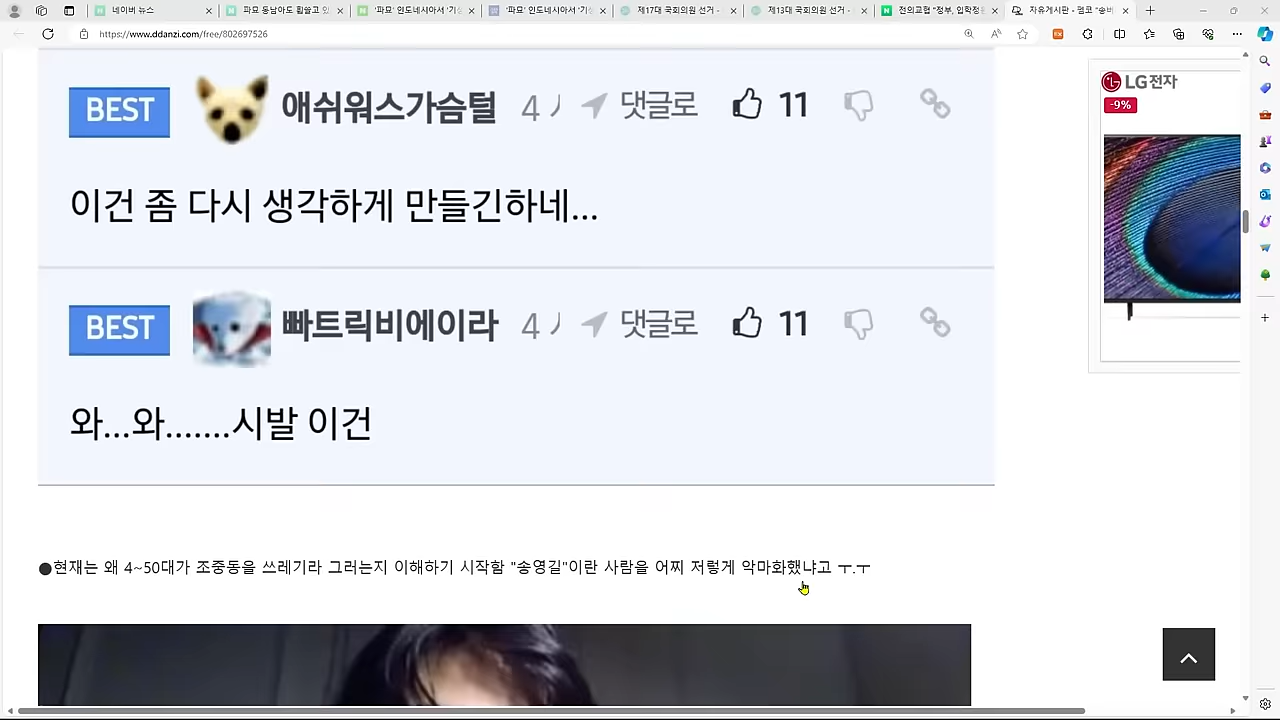 네이버 뉴스
파묘 동남아도 휩쓸고 있
'파묘' 인도네시아서 '기생
'파묘' 인도네시아서 '기생
제17대 국회의원 선거 -
제13대 국회의원 선거 -
전의교협 "정부, 입학정원
자유게시판 - 펨코 "송비
https://www.ddanzi.com/free/802697526
BEST 애쉬워스가슴털 4 댓글로 11
이건 좀 다시 생각하게 만들긴하네...
BEST 빠트릭비에이라 4 댓글로 11
와...와.......시발 이건
●현재는 왜 4~50대가 조중동을 쓰레기라 그러는지 이해하기 시작함 "송영길"이란 사람을 어찌 저렇게 악마화했냐고 ㅜ.ㅜ
LG전자
-9%